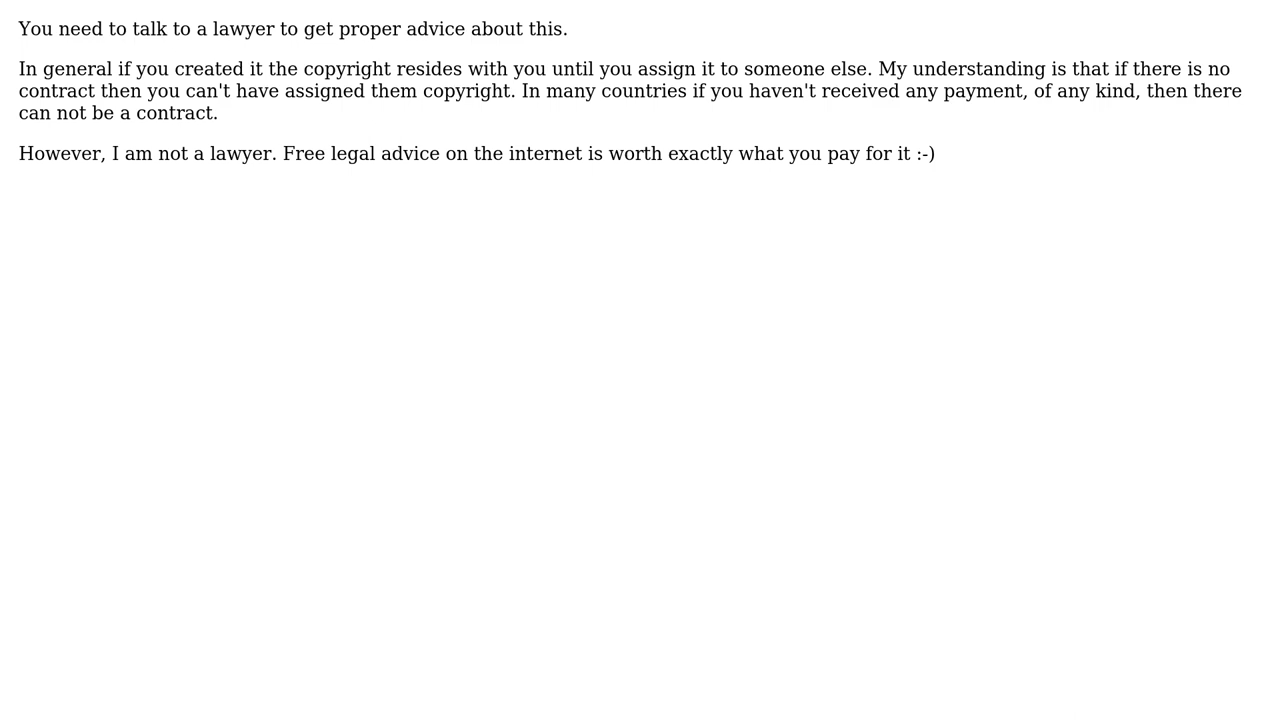 You need to talk to a lawyer to get proper advice about this.
In general if you created it the copyright resides with you until you assign it to someone else. My understanding is that if there is no
contract then you can't have assigned them copyright. In many countries if you haven't received any payment, of any kind, then there
can not be a contract.
However, I am not a lawyer. Free legal advice on the internet is worth exactly what you pay for it :-)